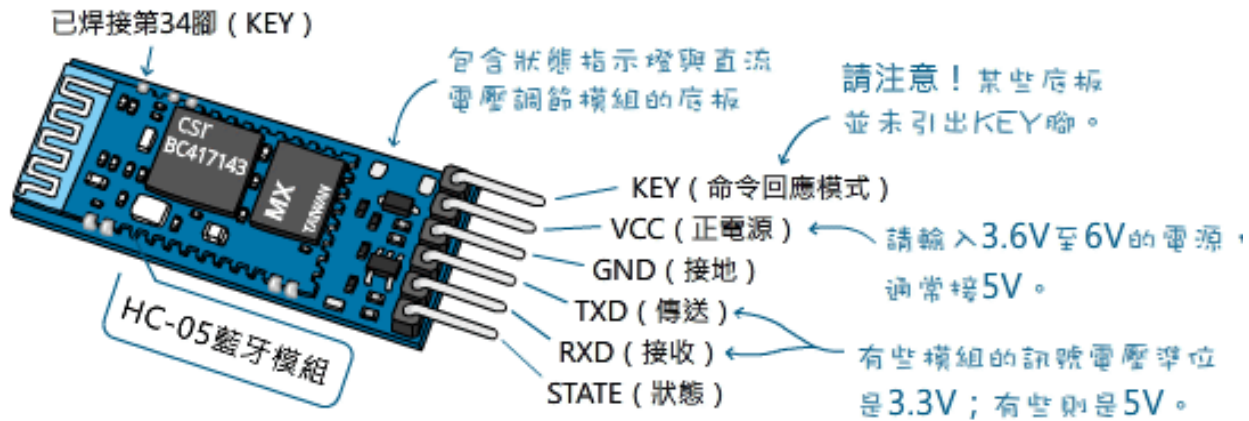 已焊接第34腳（KEY）
包含狀態指示燈與直流
電壓調節模組的底板
請注意！某些底板
並未引出KEY腳。
CSr
BC417143
MX
TAIWAN
KEY（命令回應模式）
VCC（正電源）
請輸入3.6V至6V的電源，
通常接5V。
GND（接地）
TXD（傳送）
RXD（接收）
有些模組的訊號電壓準位
是3.3V；有些則是5V。
STATE（狀態）
HC-05藍牙模組